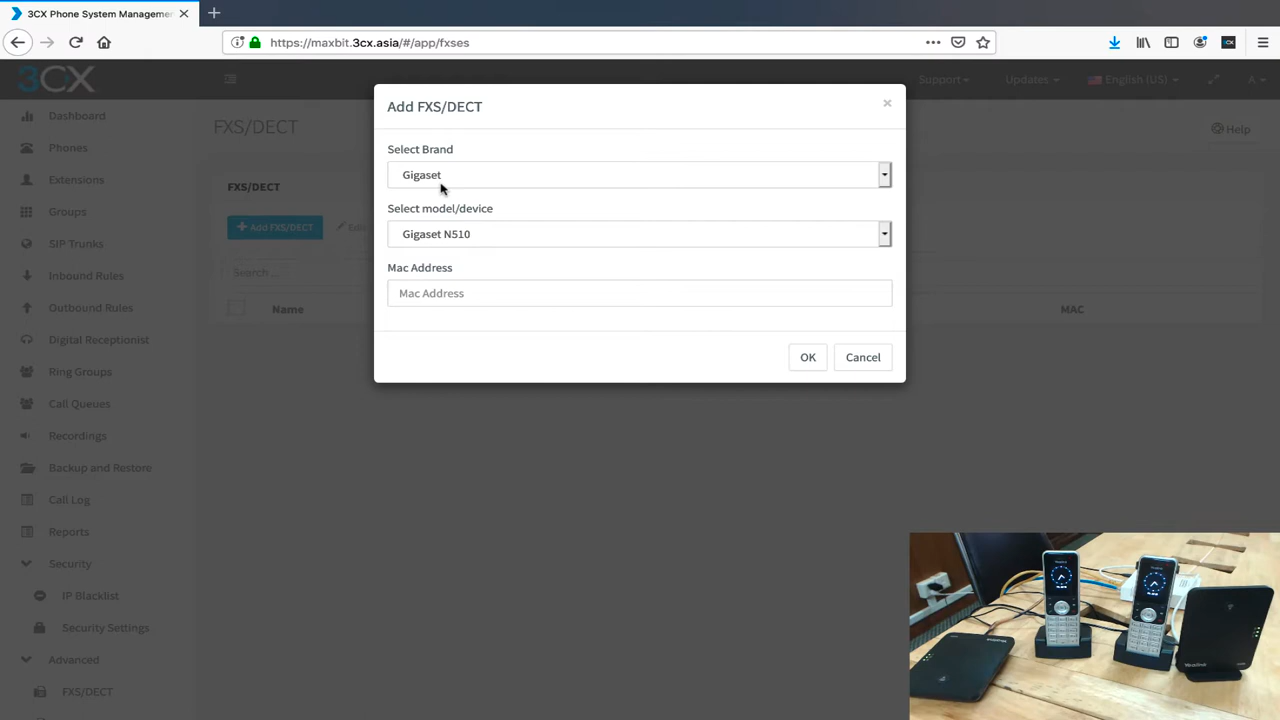 3CX Phone System Manageme
https://maxbit.3cx.asia/#/app/fxses
3CX
Support
Updates
English (US)
A
Dashboard
Phones
Extensions
Groups
SIP Trunks
Inbound Rules
Outbound Rules
Digital Receptionist
Ring Groups
Call Queues
Recordings
Backup and Restore
Call Log
Reports
Security
IP Blacklist
Security Settings
Advanced
FXS/DECT
FXS/DECT
Help
FXS/DECT
+ Add FXS/DECT
Edit
Search ...
Name
MAC
Add FXS/DECT
×
Select Brand
Gigaset
Select model/device
Gigaset N510
Mac Address
Mac Address
OK
Cancel
Yealink